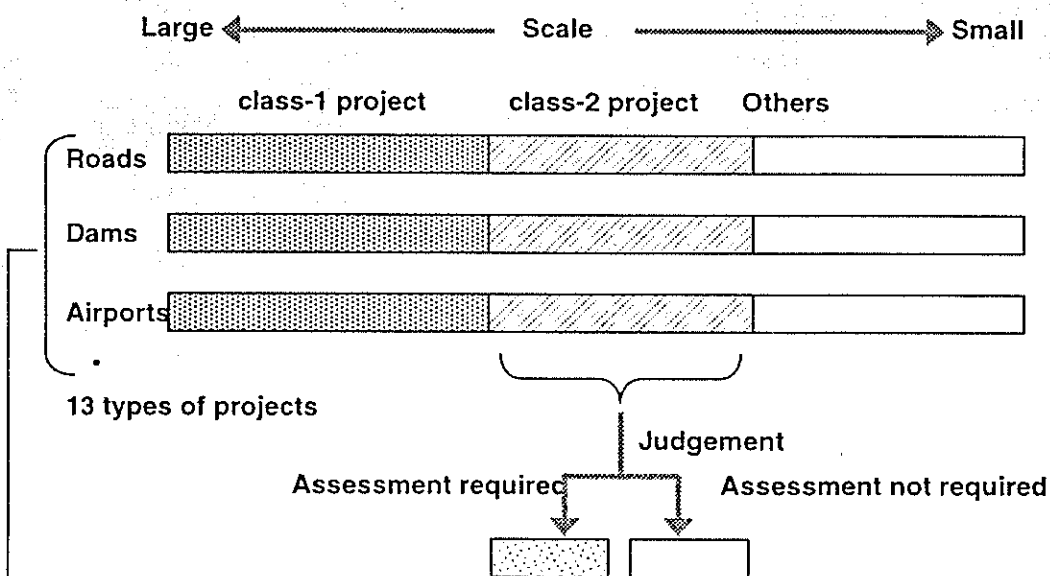 Large Scale Small
class-1 project class-2 project Others
Roads
Dams
Airports
13 types of projects
Judgement
Assessment required Assessment not required